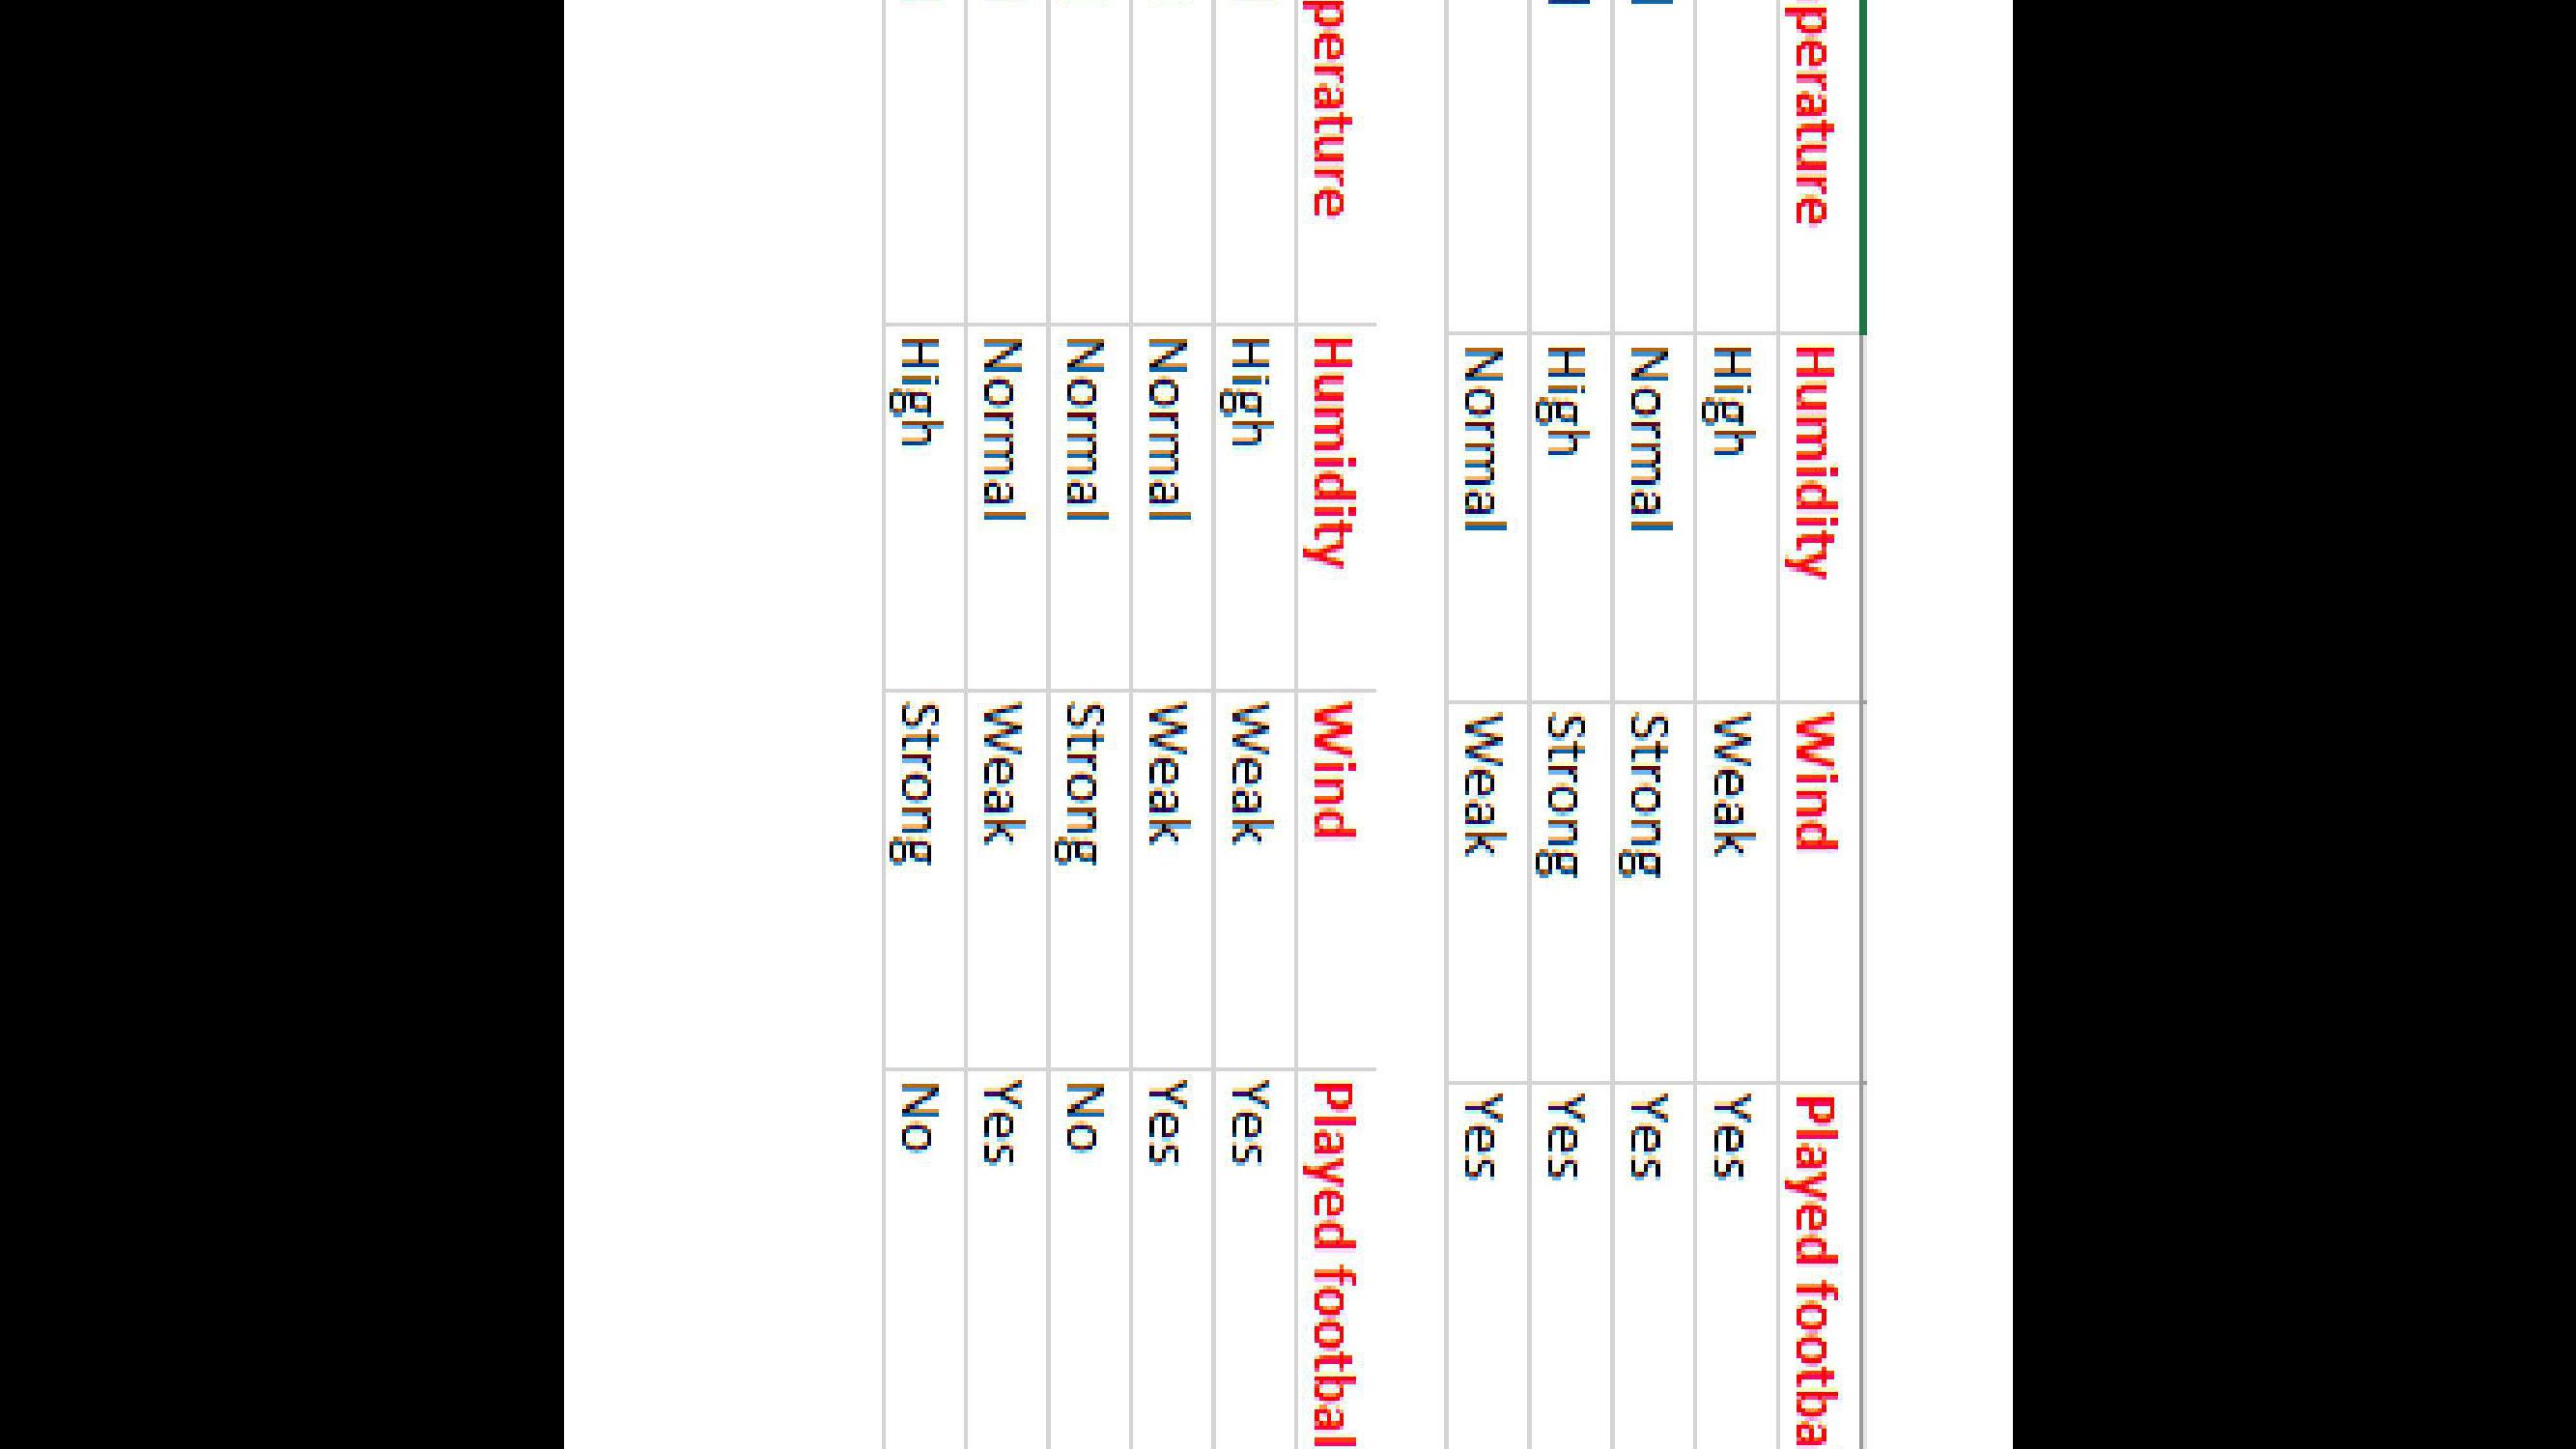 perature Humidity Wind Played footba
High Weak Yes
Normal Strong Yes
High Strong Yes
Normal Weak Yes
perature Humidity Wind Played footbal
High Weak Yes
Normal Weak Yes
Normal Strong No
Normal Weak Yes
High Strong No